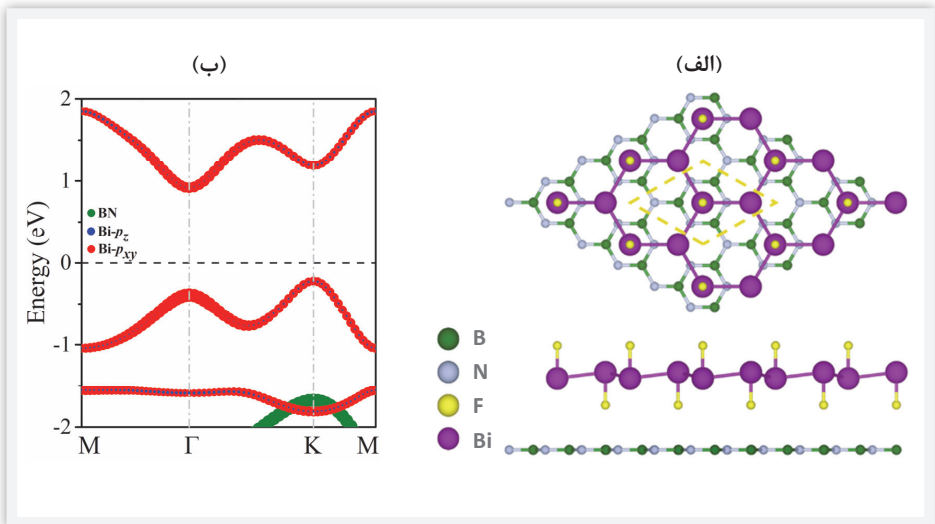 (الف)
B
N
F
Bi
(ب)
Energy (eV)
2
1
0
-1
-2
BN
Bi-pz
Bi-pxy
M
Γ
K
M